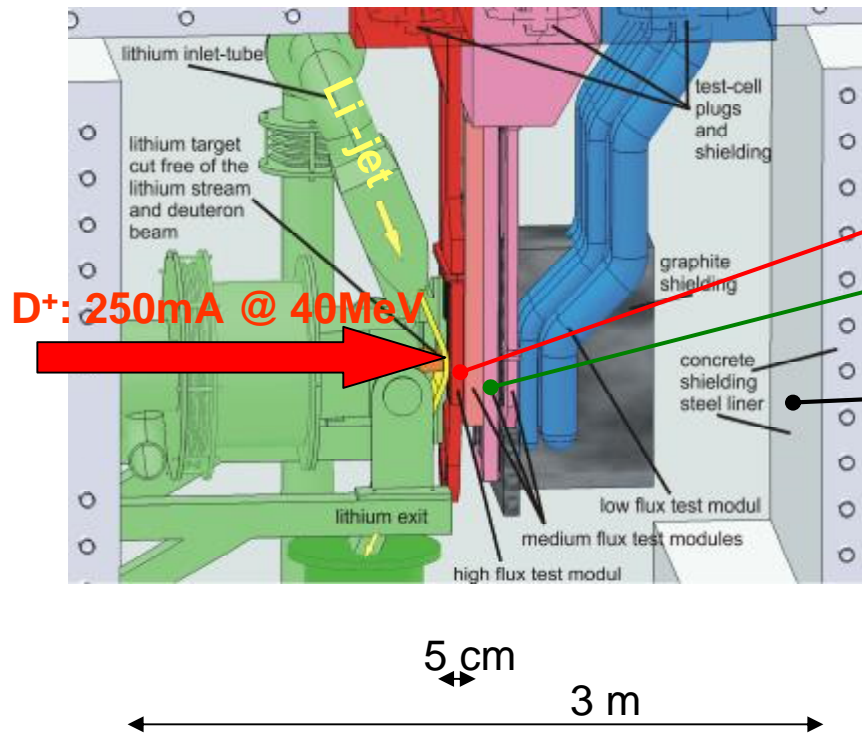 lithium inlet-tube
Li -jet
test-cell
plugs
and
shielding
lithium target
cut free of the
lithium stream
and deuteron
beam
graphite
shielding
D+: 250mA @ 40MeV
concrete
shielding
steel liner
low flux test modul
lithium exit
medium flux test modules
high flux test modul
5 cm
3 m